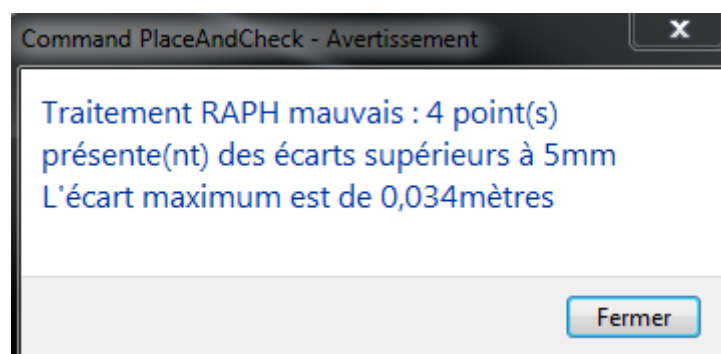 Command PlaceAndCheck - Avertissement
x
Traitement RAPH mauvais : 4 point(s)
présente(nt) des écarts supérieurs à 5mm
L'écart maximum est de 0,034mètres
Fermer